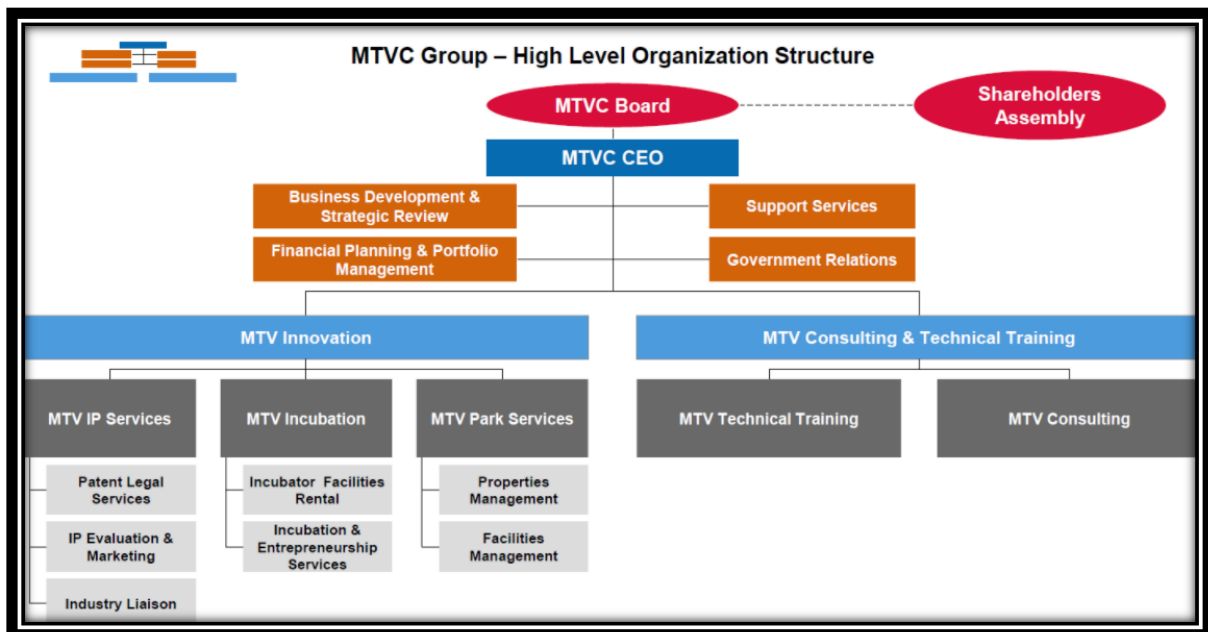 MTVC Group – High Level Organization Structure
MTVC Board
Shareholders
Assembly
MTVC CEO
Business Development &
Strategic Review
Support Services
Financial Planning & Portfolio
Management
Government Relations
MTV Innovation
MTV Consulting & Technical Training
MTV IP Services
MTV Incubation
MTV Park Services
MTV Technical Training
MTV Consulting
Patent Legal
Services
Incubator Facilities
Rental
Properties
Management
IP Evaluation &
Marketing
Incubation &
Entrepreneurship
Services
Facilities
Management
Industry Liaison